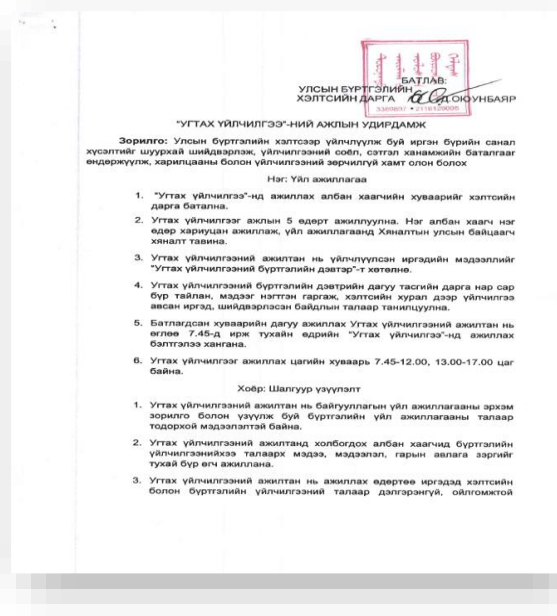 БАТЛАВ:
УЛСЫН БҮРТГЭЛИЙН
ХЭЛТСИЙН ДАРГА Д.ОЮУНБАЯР
"УГТАХ ҮЙЛЧИЛГЭЭ"-НИЙ АЖЛЫН УДИРДАМЖ
Зорилго: Улсын бүртгэлийн хэлтсээр үйлчлүүлж буй иргэн бүрийн санал
хүсэлтийг шуурхай шийдвэрлэж, үйлчилгээний соёл, сэтгэл ханамжийн баталгааг
өндөржүүлж, харилцааны болон үйлчилгээний зөрчилгүй хамт олон болох
Нэг: Үйл ажиллагаа
1. "Угтах үйлчилгээ"-нд ажиллах албан хаагчийн хуваарийг хэлтсийн
дарга батална.
2. Угтах үйлчилгээг ажлын 5 өдөрт ажиллуулна. Нэг албан хаагч нэг
өдөр хариуцан ажиллаж, үйл ажиллагаанд Хяналтын улсын байцаагч
хяналт тавина.
3. Угтах үйлчилгээний ажилтан нь үйлчлүүлсэн иргэдийн мэдээллийг
"Угтах үйлчилгээний бүртгэлийн дэвтэр"-т хөтөлнө.
4. Угтах үйлчилгээний бүртгэлийн дэвтрийн дагуу тасгийн дарга нар сар
бүр тайлан, мэдээг нэгтгэн гаргаж, хэлтсийн хурал дээр үйлчилгээ
авсан иргэд, шийдвэрлэсэн байдлын талаар танилцуулна.
5. Батлагдсан хуваарийн дагуу ажиллах Угтах үйлчилгээний ажилтан нь
өглөө 7.45-д ирж тухайн өдрийн "Угтах үйлчилгээ"-нд ажиллах
бэлтгэлээ хангана.
6. Угтах үйлчилгээг ажиллах цагийн хуваарь 7.45-12.00, 13.00-17.00 цаг
байна.
Хоёр: Шалгуур үзүүлэлт
1. Угтах үйлчилгээний ажилтан нь байгууллагын үйл ажиллагааны эрхэм
зорилго болон үзүүлж буй бүртгэлийн үйл ажиллагааны талаар
тодорхой мэдээлэлтэй байна.
2. Угтах үйлчилгээний ажилтанд холбогдох албан хаагчид бүртгэлийн
үйлчилгээнийхээ талаарх мэдээ, мэдээлэл, гарын авлага зэргийг
тухай бүр өгч ажиллана.
3. Угтах үйлчилгээний ажилтан нь ажиллах өдөртөө иргэдэд хэлтсийн
болон бүртгэлийн үйлчилгээний талаар дэлгэрэнгүй, ойлгомжтой